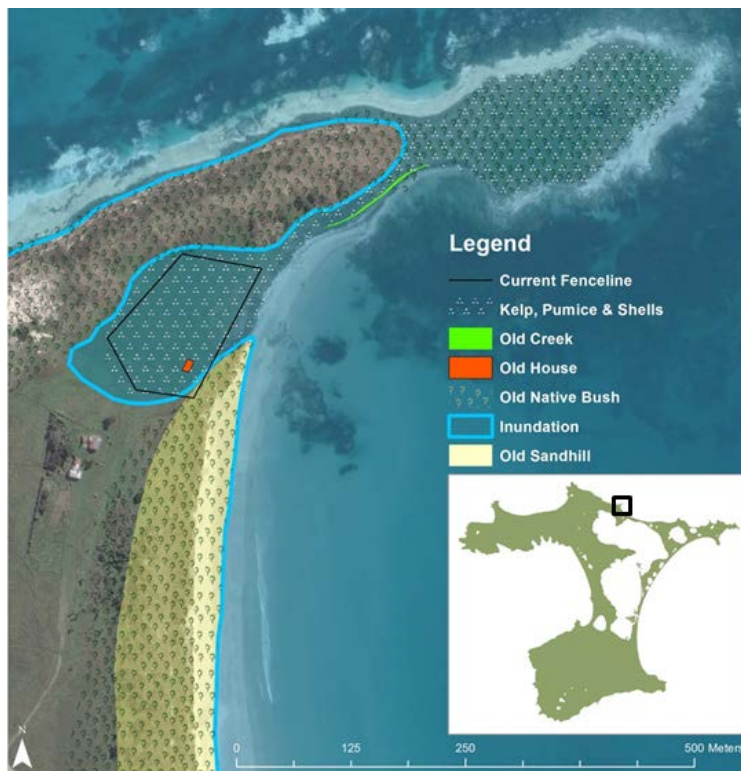 Legend
Current Fenceline
Kelp, Pumice & Shells
Old Creek
Old House
Old Native Bush
Inundation
Old Sandhill
N
0 125 250 500 Meters